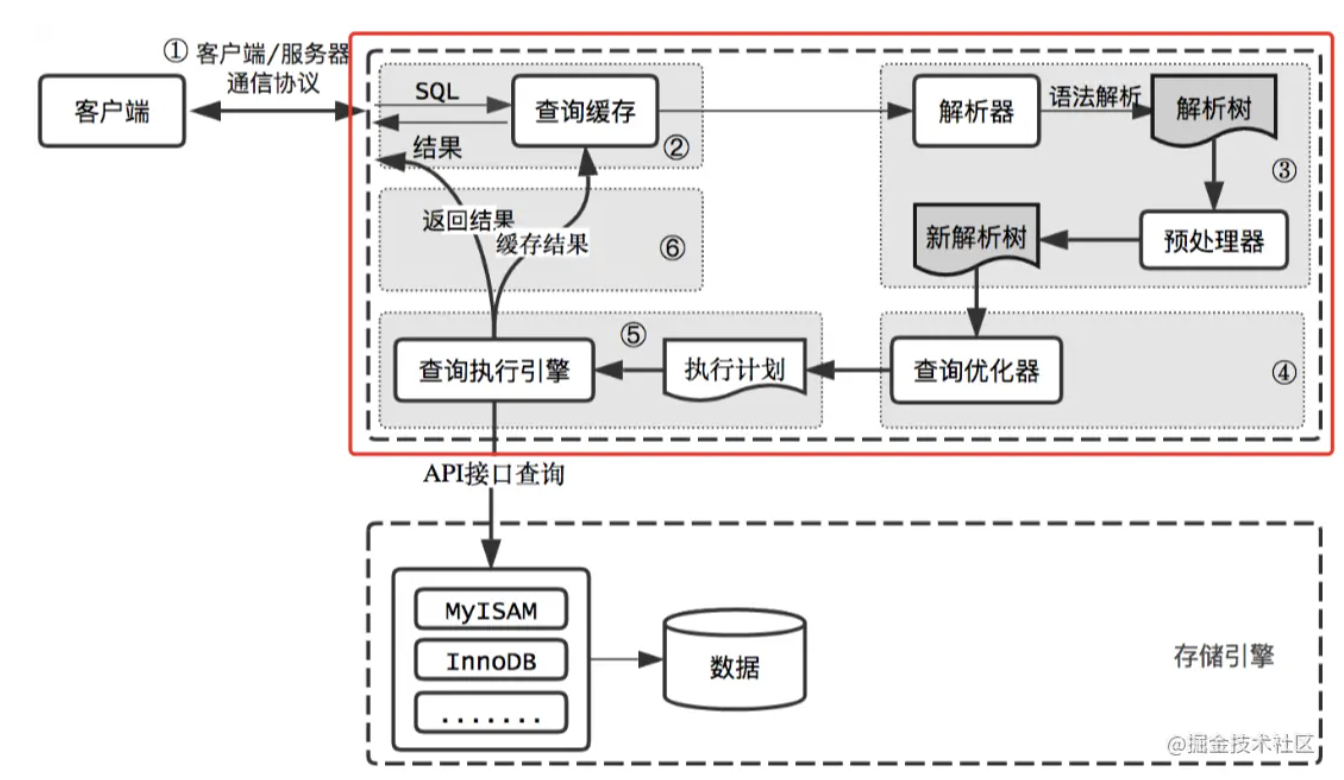 ① 客户端/服务器
通信协议
客户端
SQL
查询缓存
结果
②
解析器
语法解析
解析树
③
预处理器
新解析树
返回结果
缓存结果
⑥
查询执行引擎
⑤
执行计划
查询优化器
④
API接口查询
MyISAM
InnoDB
.......
数据
存储引擎
@掘金技术社区